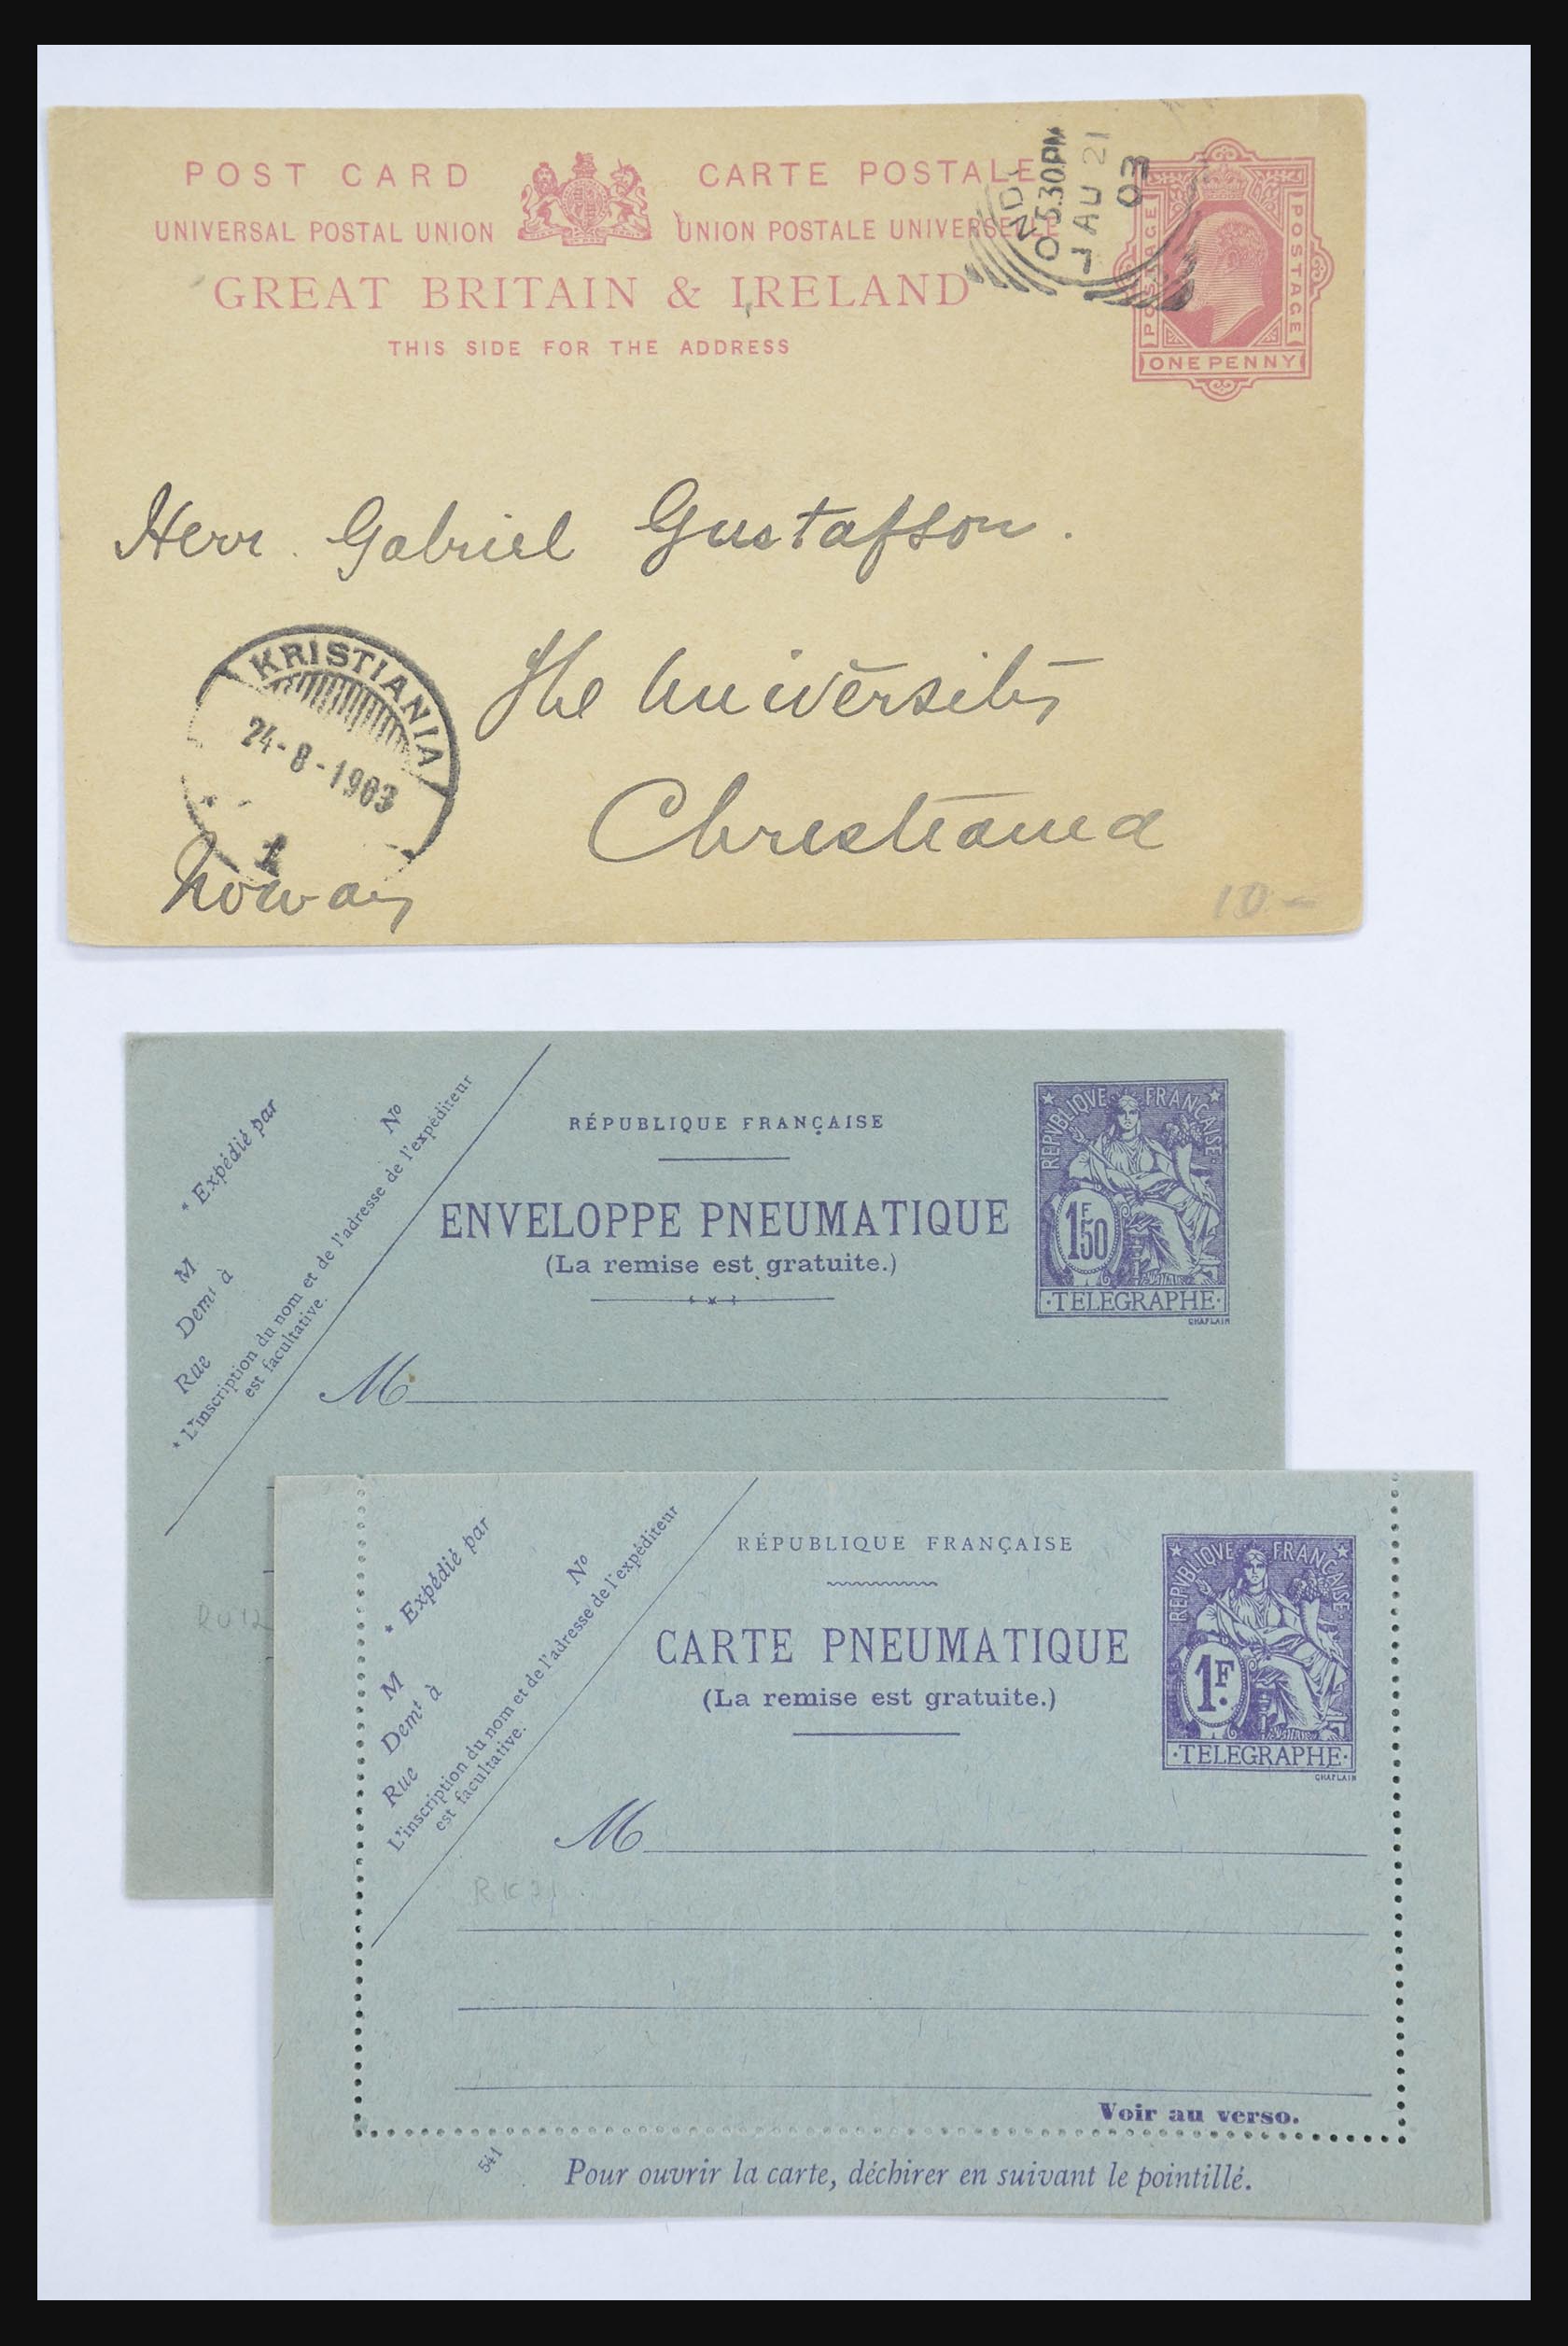 POST CARD CARTE POSTALE
UNIVERSAL POSTAL UNION UNION POSTALE UNIVERSELLE
GREAT BRITAIN & IRELAND
THIS SIDE FOR THE ADDRESS
5.30PM
AU 21
03
POSTAGE POSTAGE
ONE PENNY
Herr. Gabriel Gustafson.
The University
Christiania
Norway
KRISTIANIA
24-8-1903
1
10-
* Expédié par
No
M
Demt à
Rue
* L'inscription du nom et de l'adresse de l'expéditeur
est facultative.
RÉPUBLIQUE FRANÇAISE
ENVELOPPE PNEUMATIQUE
(La remise est gratuite.)
M
REPVBLIQVE FRANÇAISE
1F50
·TELEGRAPHE·
CHAPLAIN
* Expédié par
No
M
Demt à
Rue
L'inscription du nom et de l'adresse de l'expéditeur
est facultative.
RÉPUBLIQUE FRANÇAISE
CARTE PNEUMATIQUE
(La remise est gratuite.)
M
REPVBLIQVE FRANÇAISE
1F.
·TELEGRAPHE·
CHAPLAIN
Voir au verso.
541
Pour ouvrir la carte, déchirer en suivant le pointillé.